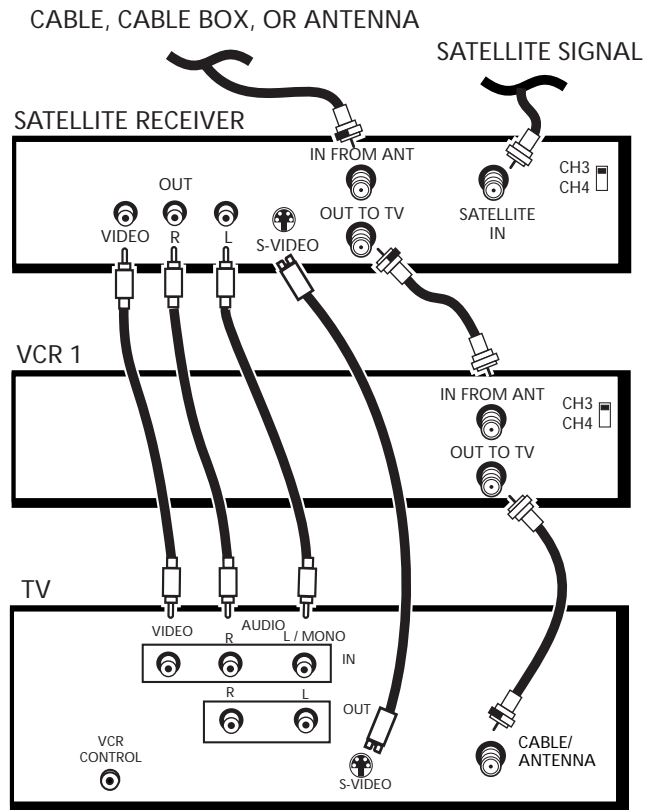 CABLE, CABLE BOX, OR ANTENNA
SATELLITE SIGNAL
SATELLITE RECEIVER
IN FROM ANT
CH3
CH4
OUT
OUT TO TV
SATELLITE
IN
VIDEO
R
L
S-VIDEO
VCR 1
IN FROM ANT
CH3
CH4
OUT TO TV
TV
VIDEO
AUDIO
R
L / MONO
IN
R
L
OUT
VCR
CONTROL
S-VIDEO
CABLE/
ANTENNA